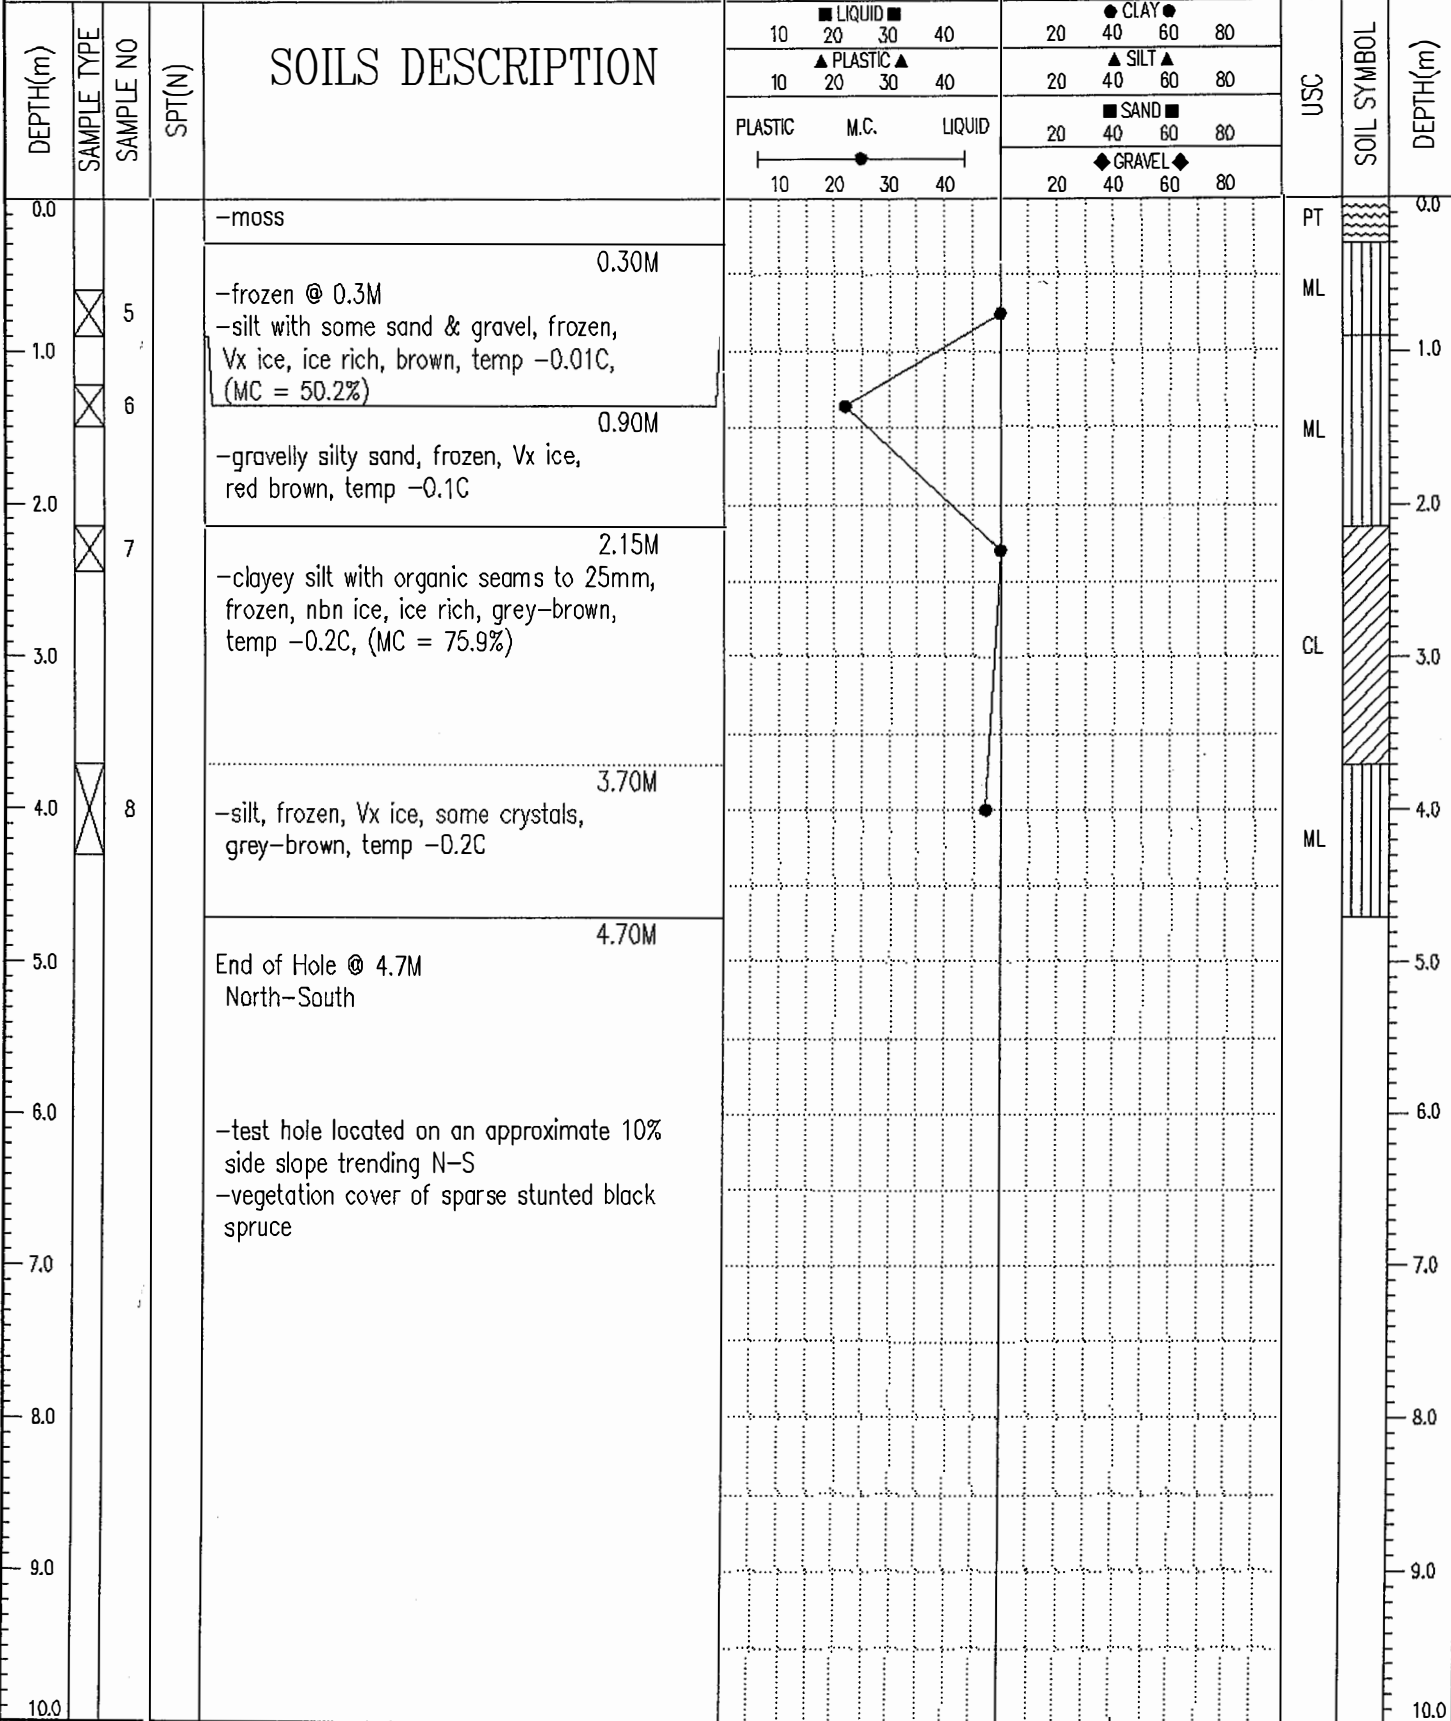 DEPTH(m)
SAMPLE TYPE
SAMPLE NO
SPT(N)
SOILS DESCRIPTION
■ LIQUID ■
10 20 30 40
▲ PLASTIC ▲
10 20 30 40
PLASTIC M.C. LIQUID
10 20 30 40
● CLAY ●
20 40 60 80
▲ SILT ▲
20 40 60 80
■ SAND ■
20 40 60 80
◆ GRAVEL ◆
20 40 60 80
USC
SOIL SYMBOL
DEPTH(m)
0.0
1.0
2.0
3.0
4.0
5.0
6.0
7.0
8.0
9.0
10.0
5
6
7
8
-moss
0.30M
-frozen @ 0.3M
-silt with some sand & gravel, frozen,
Vx ice, ice rich, brown, temp -0.01C,
(MC = 50.2%)
0.90M
-gravelly silty sand, frozen, Vx ice,
red brown, temp -0.1C
2.15M
-clayey silt with organic seams to 25mm,
frozen, nbn ice, ice rich, grey-brown,
temp -0.2C, (MC = 75.9%)
3.70M
-silt, frozen, Vx ice, some crystals,
grey-brown, temp -0.2C
4.70M
End of Hole @ 4.7M
North-South
-test hole located on an approximate 10%
side slope trending N-S
-vegetation cover of sparse stunted black
spruce
PT
ML
ML
CL
ML
0.0
1.0
2.0
3.0
4.0
5.0
6.0
7.0
8.0
9.0
10.0